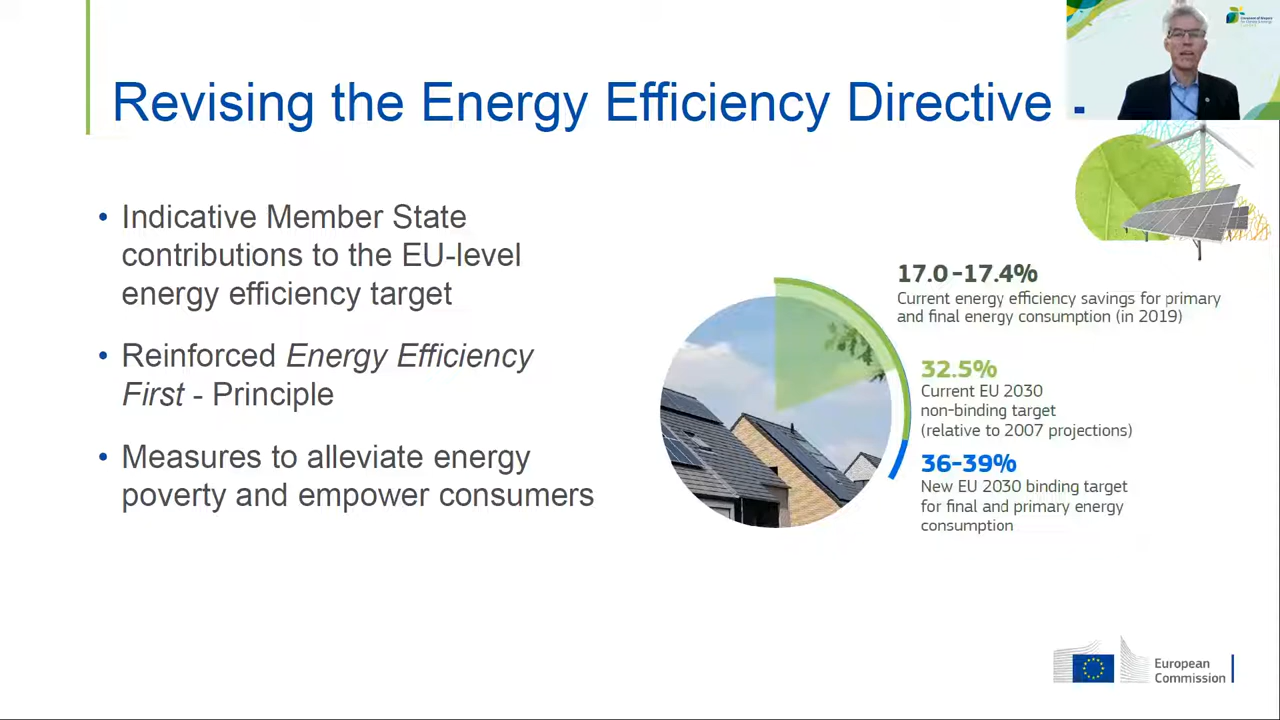 Revising the Energy Efficiency Directive -
• Indicative Member State
contributions to the EU-level
energy efficiency target
• Reinforced Energy Efficiency
First - Principle
• Measures to alleviate energy
poverty and empower consumers
17.0-17.4%
Current energy efficiency savings for primary
and final energy consumption (in 2019)
32.5%
Current EU 2030
non-binding target
(relative to 2007 projections)
36-39%
New EU 2030 binding target
for final and primary energy
consumption
European
Commission